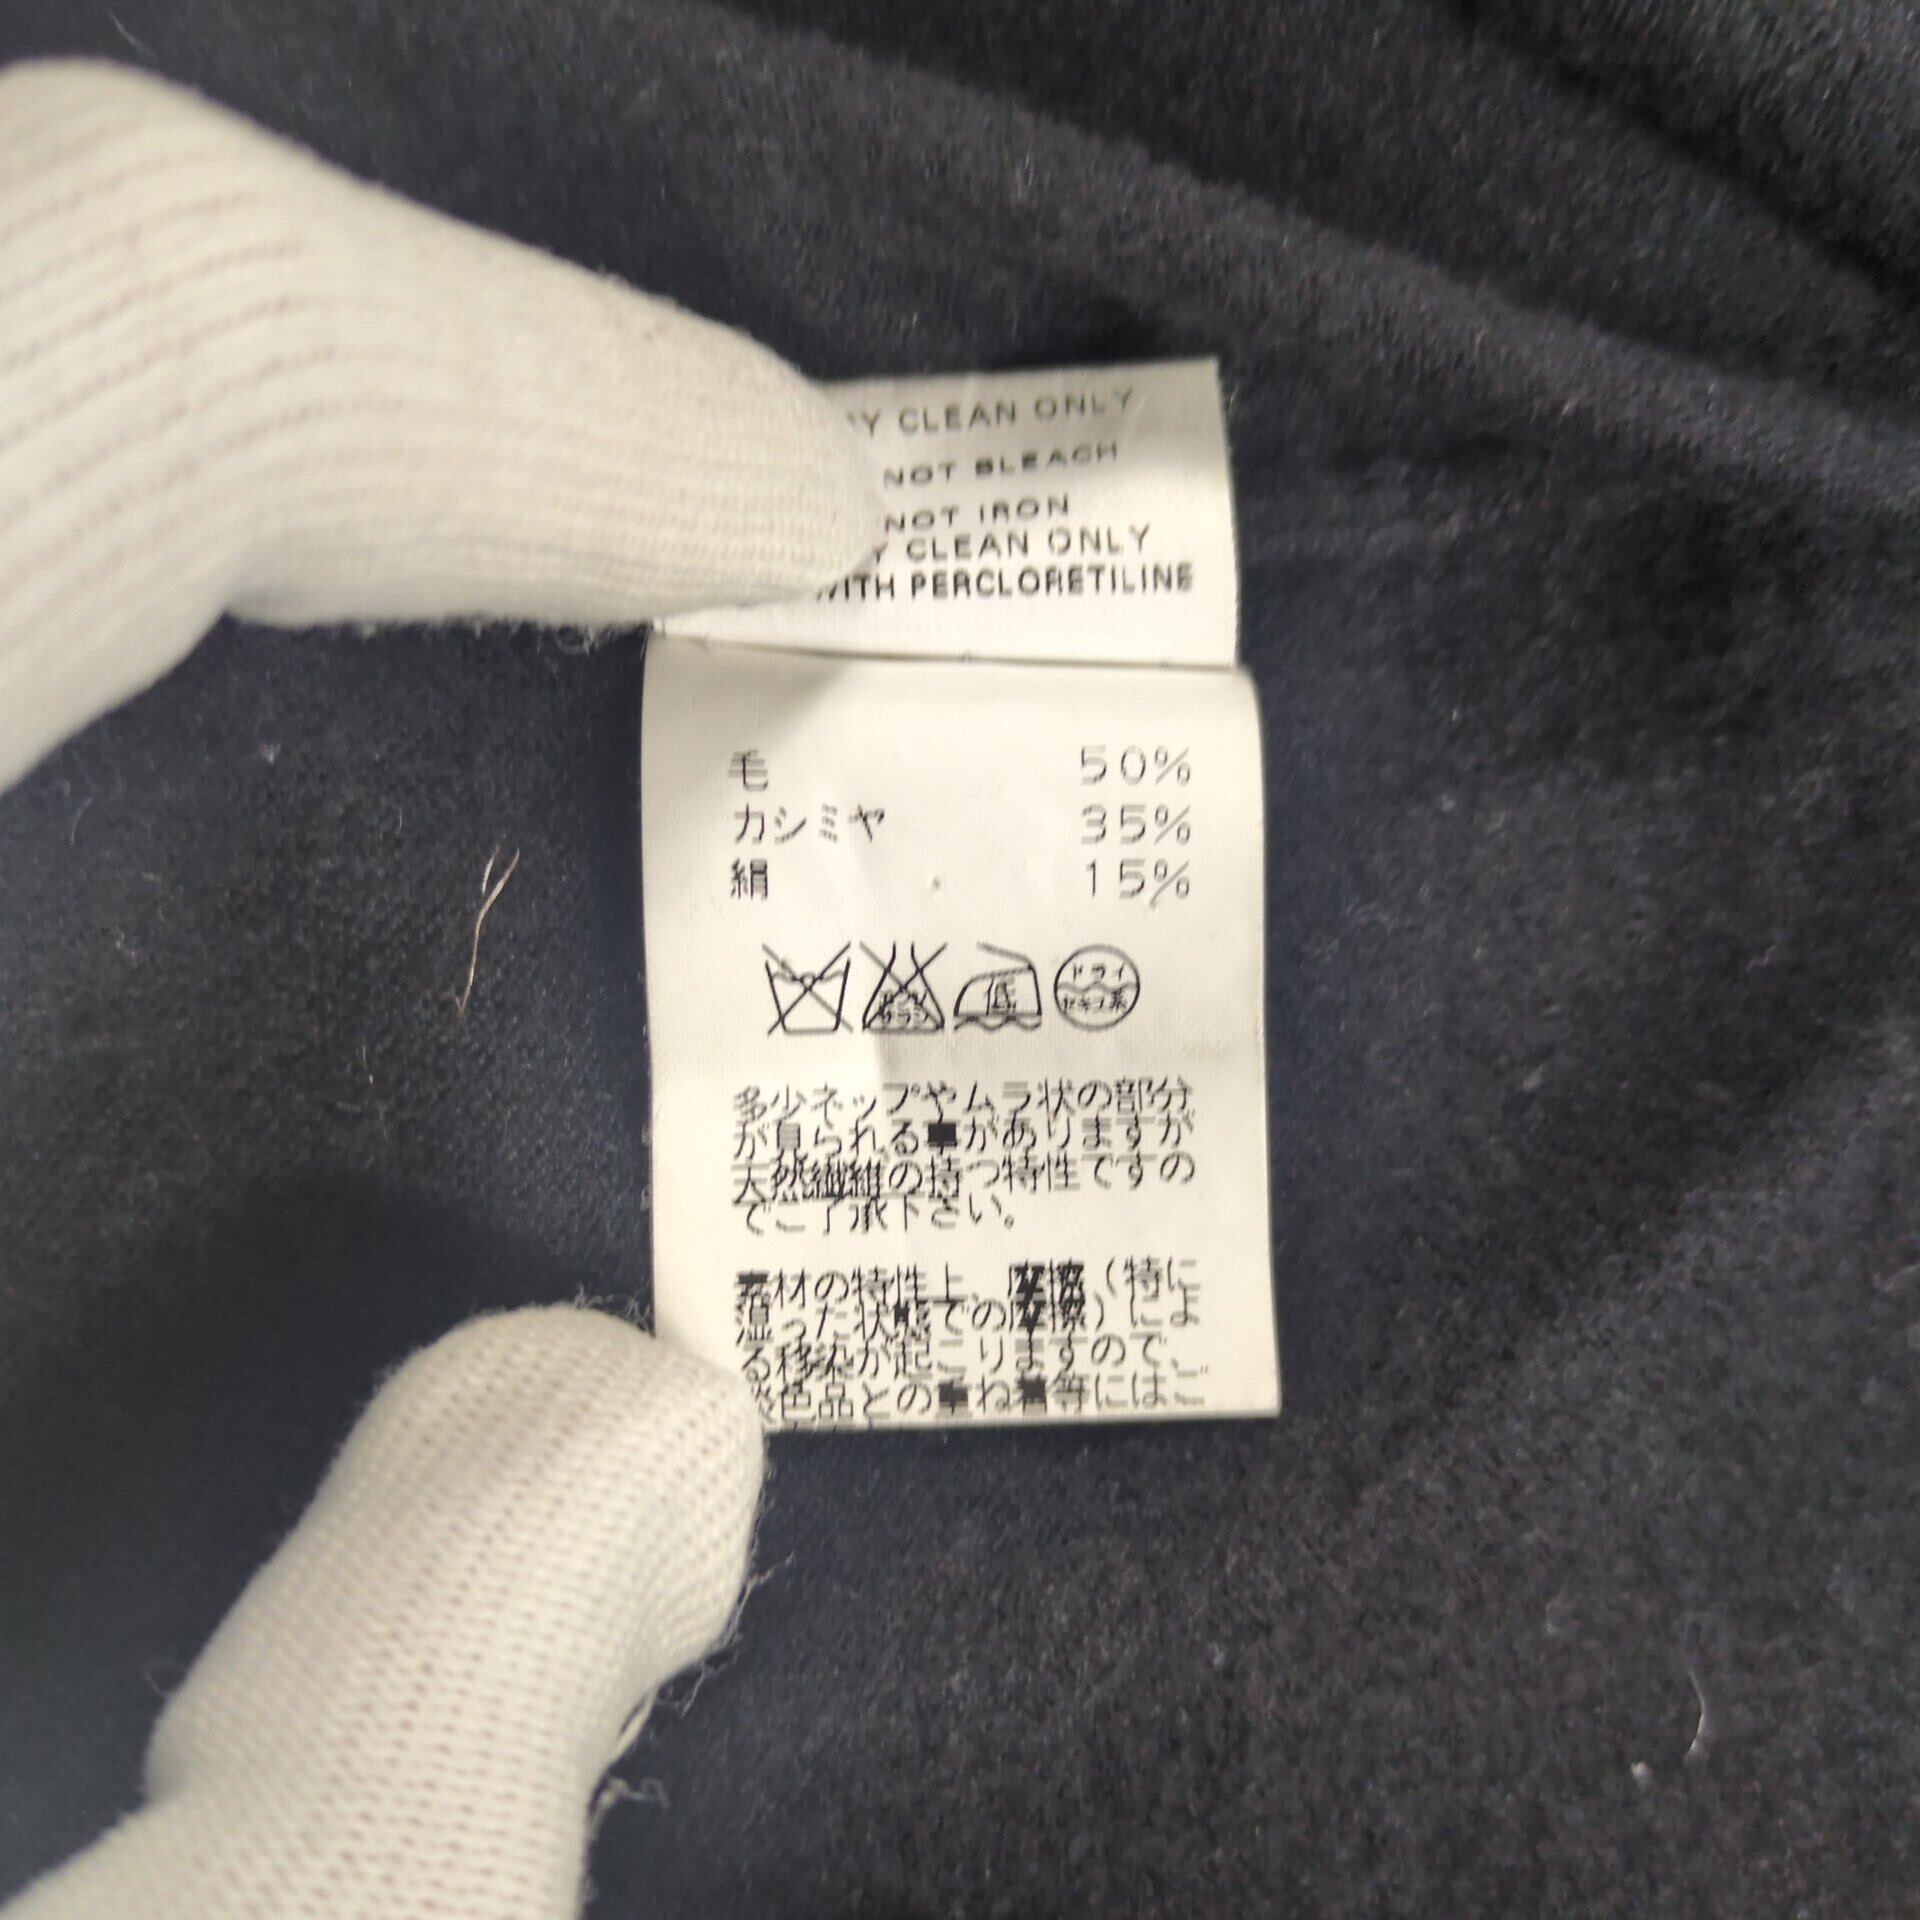 CLEAN ONLY
NOT BLEACH
NOT IRON
CLEAN ONLY
WITH PERCLORETILINE
毛 50%
カシミヤ 35%
絹 15%
低
ドライ
セキユ系
多少ネップやムラ状の部分
が見られる事がありますが
天然繊維の持つ特性ですの
でご了承下さい。
素材の特性上、摩擦(特に
湿った状態での摩擦)によ
る移染が起こりますので、
淡色品との重ね着等にはご